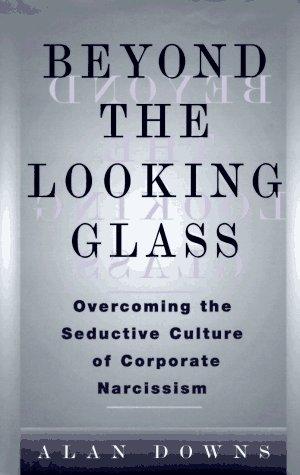 BEYOND
THE
LOOKING
GLASS
Overcoming the
Seductive Culture
of Corporate
Narcissism
ALAN DOWNS